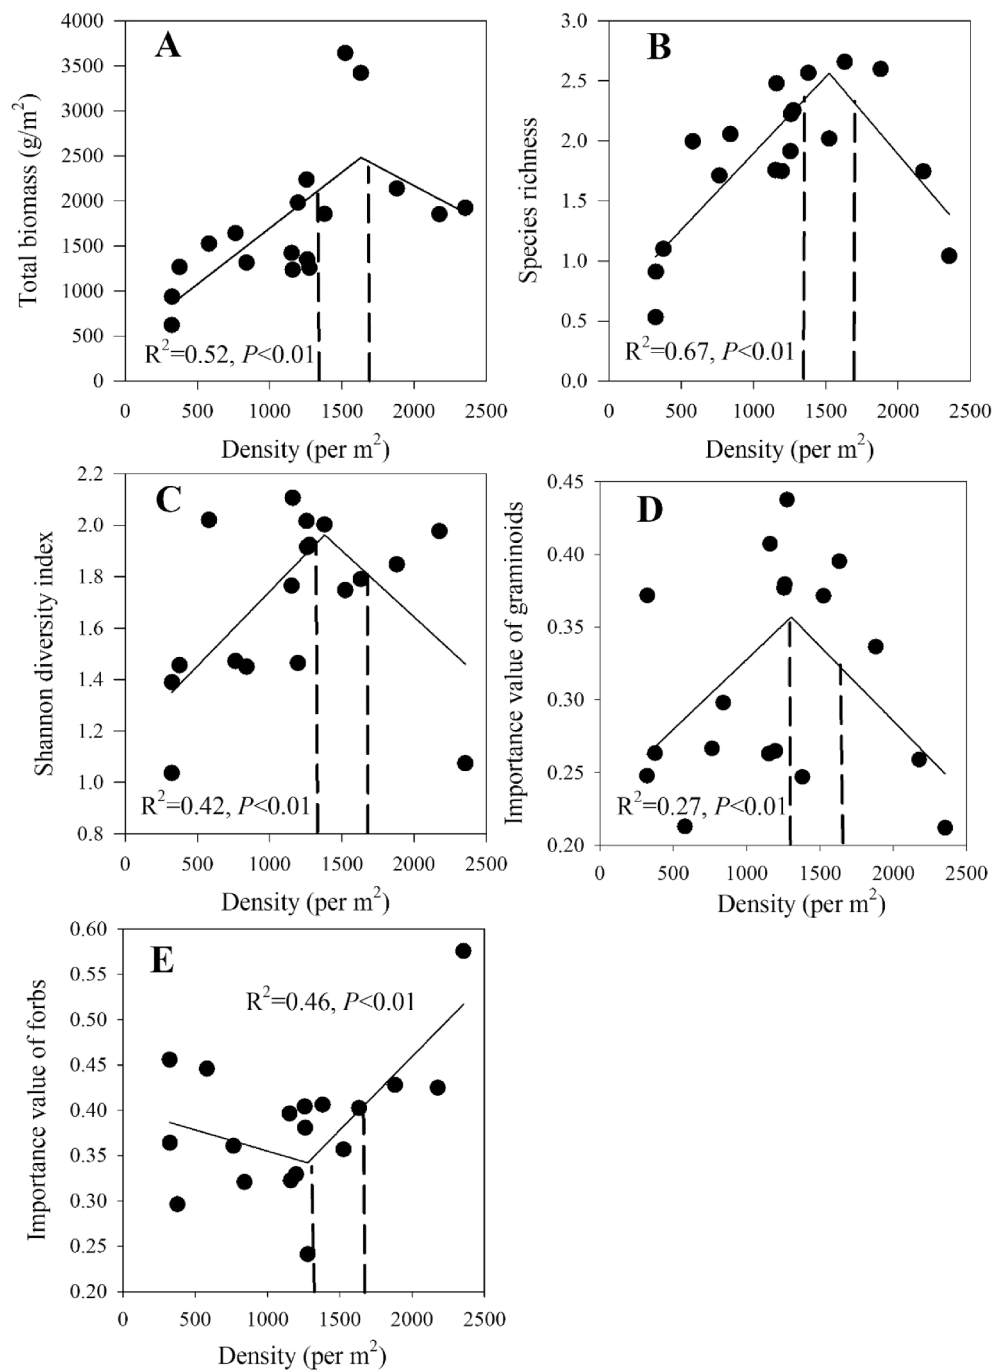 A
Total biomass (g/m²)
4000
3500
3000
2500
2000
1500
1000
500
0
R²=0.52, P<0.01
0 500 1000 1500 2000 2500
Density (per m²)
B
Species richness
3.0
2.5
2.0
1.5
1.0
0.5
0.0
R²=0.67, P<0.01
0 500 1000 1500 2000 2500
Density (per m²)
C
Shannon diversity index
2.2
2.0
1.8
1.6
1.4
1.2
1.0
0.8
R²=0.42, P<0.01
0 500 1000 1500 2000 2500
Density (per m²)
D
Importance value of graminoids
0.45
0.40
0.35
0.30
0.25
0.20
R²=0.27, P<0.01
0 500 1000 1500 2000 2500
Density (per m²)
E
Importance value of forbs
0.60
0.55
0.50
0.45
0.40
0.35
0.30
0.25
0.20
R²=0.46, P<0.01
0 500 1000 1500 2000 2500
Density (per m²)